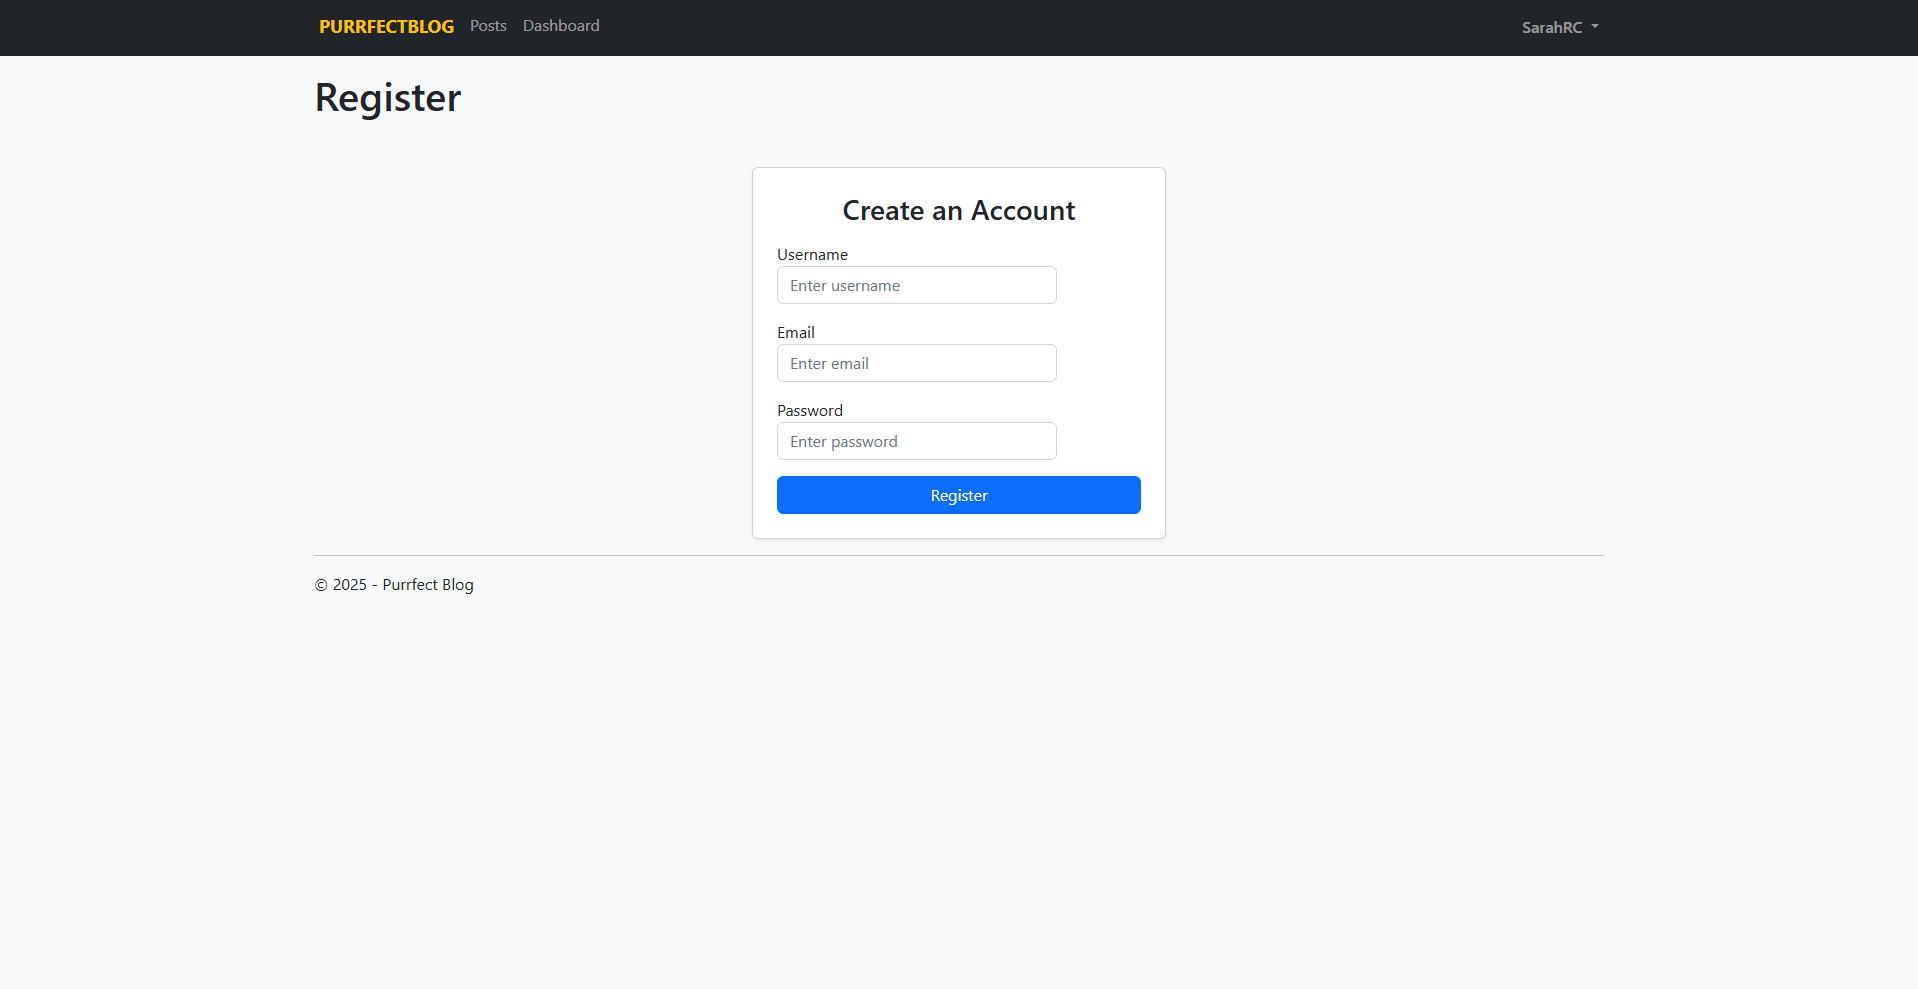 PURRFECTBLOG Posts Dashboard SarahRC
Register
Create an Account
Username
Enter username
Email
Enter email
Password
Enter password
Register
© 2025 - Purrfect Blog